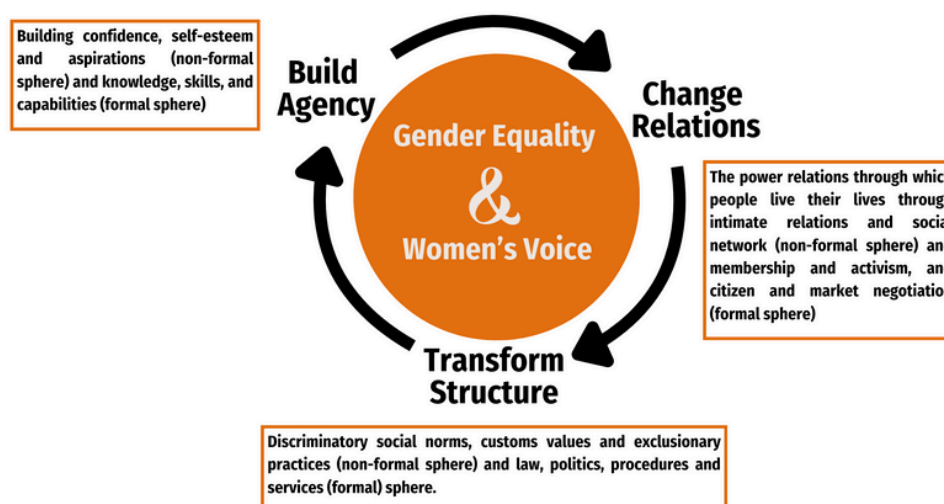 Building confidence, self-esteem
and aspirations (non-formal
sphere) and knowledge, skills, and
capabilities (formal sphere)
Build
Agency
Change
Relations
Gender Equality
&
Women's Voice
The power relations through whic
people live their lives through
intimate relations and socia
network (non-formal sphere) an
membership and activism, an
citizen and market negotiation
(formal sphere)
Transform
Structure
Discriminatory social norms, customs values and exclusionary
practices (non-formal sphere) and law, politics, procedures and
services (formal) sphere.